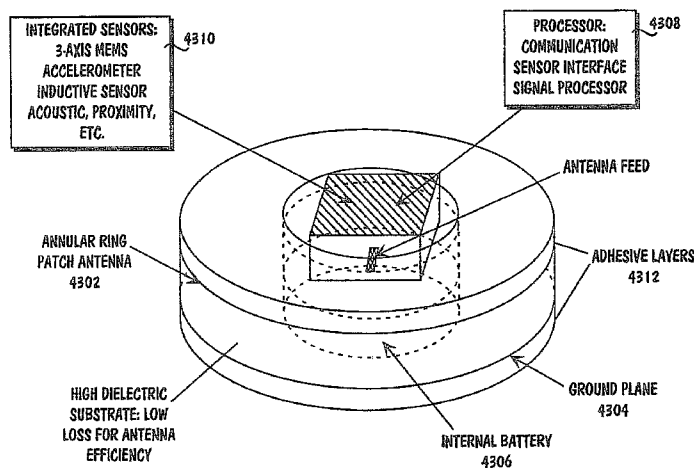 INTEGRATED SENSORS:
3-AXIS MEMS
ACCELEROMETER
INDUCTIVE SENSOR
ACOUSTIC, PROXIMITY,
ETC.
4310
PROCESSOR:
COMMUNICATION
SENSOR INTERFACE
SIGNAL PROCESSOR
4308
ANTENNA FEED
ANNULAR RING
PATCH ANTENNA
4302
ADHESIVE LAYERS
4312
HIGH DIELECTRIC
SUBSTRATE: LOW
LOSS FOR ANTENNA
EFFICIENCY
INTERNAL BATTERY
4306
GROUND PLANE
4304